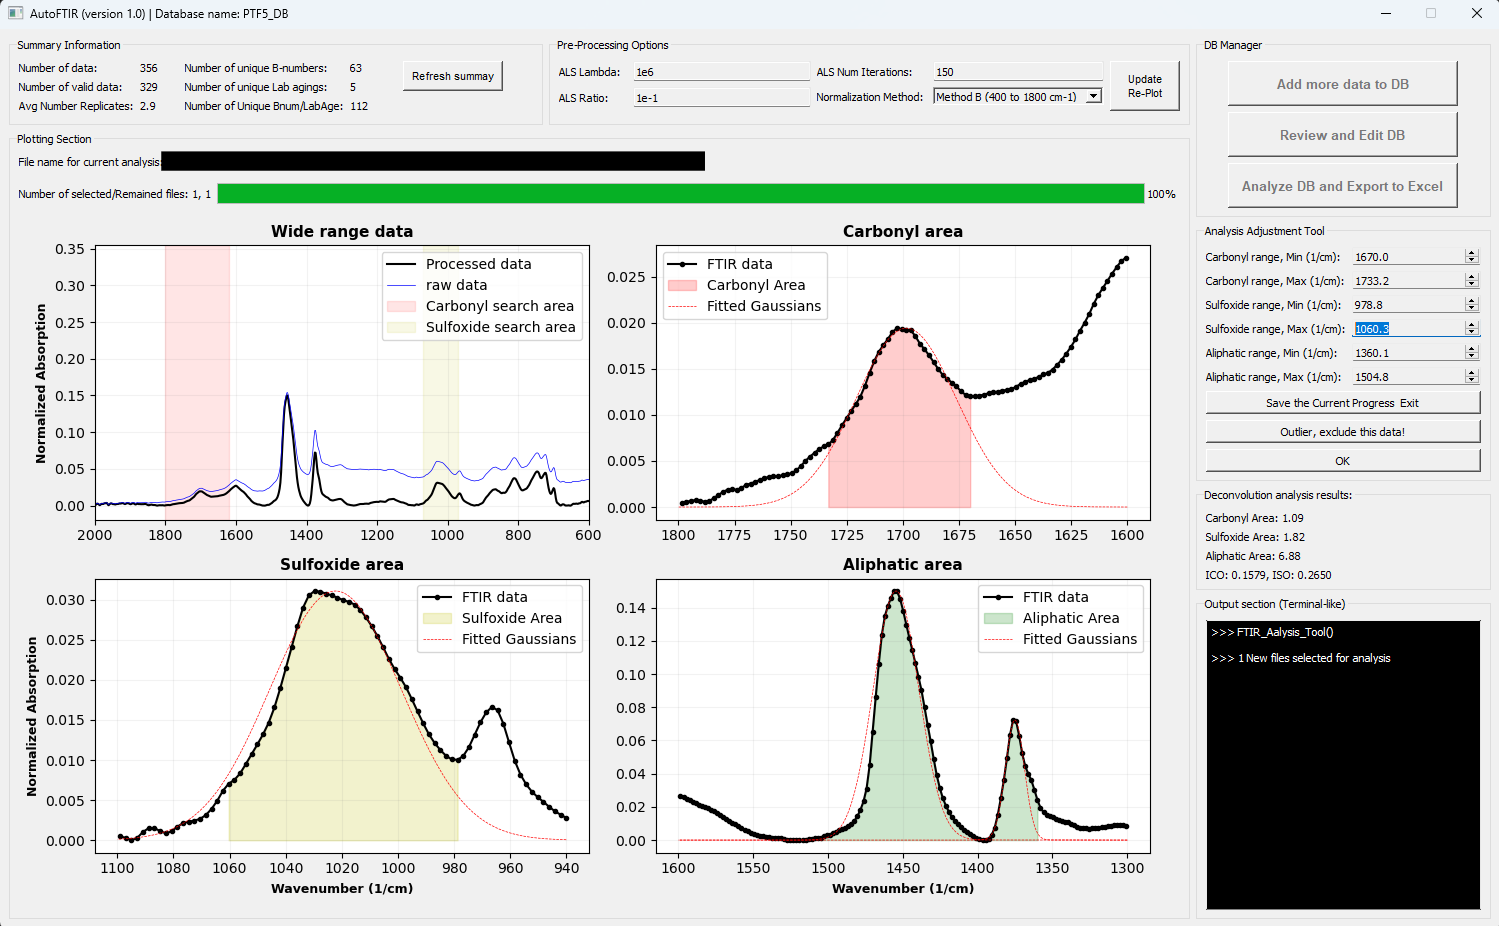 AutoFTIR (version 1.0) | Database name: PTF5_DB
Summary Information
Number of data: 356 Number of unique B-numbers: 63
Number of valid data: 329 Number of unique Lab agings: 5
Avg Number Replicates: 2.9 Number of Unique Bnum/LabAge: 112
Refresh summay
Pre-Processing Options
ALS Lambda: 1e6 ALS Num Iterations: 150
ALS Ratio: 1e-1 Normalization Method: Method B (400 to 1800 cm-1)
Update
Re-Plot
DB Manager
Add more data to DB
Review and Edit DB
Analyze DB and Export to Excel
Plotting Section
File name for current analysis:
Number of selected/Remained files: 1, 1 100%
Wide range data
0.35
0.30
0.25
0.20
0.15
0.10
0.05
0.00
Normalized Absorption
Processed data
raw data
Carbonyl search area
Sulfoxide search area
2000 1800 1600 1400 1200 1000 800 600
Carbonyl area
0.025
0.020
0.015
0.010
0.005
0.000
FTIR data
Carbonyl Area
Fitted Gaussians
1800 1775 1750 1725 1700 1675 1650 1625 1600
Sulfoxide area
0.030
0.025
0.020
0.015
0.010
0.005
0.000
Normalized Absorption
FTIR data
Sulfoxide Area
Fitted Gaussians
1100 1080 1060 1040 1020 1000 980 960 940
Wavenumber (1/cm)
Aliphatic area
0.14
0.12
0.10
0.08
0.06
0.04
0.02
0.00
FTIR data
Aliphatic Area
Fitted Gaussians
1600 1550 1500 1450 1400 1350 1300
Wavenumber (1/cm)
Analysis Adjustment Tool
Carbonyl range, Min (1/cm): 1670.0
Carbonyl range, Max (1/cm): 1733.2
Sulfoxide range, Min (1/cm): 978.8
Sulfoxide range, Max (1/cm): 1060.3
Aliphatic range, Min (1/cm): 1360.1
Aliphatic range, Max (1/cm): 1504.8
Save the Current Progress Exit
Outlier, exclude this data!
OK
Deconvolution analysis results:
Carbonyl Area: 1.09
Sulfoxide Area: 1.82
Aliphatic Area: 6.88
ICO: 0.1579, ISO: 0.2650
Output section (Terminal-like)
>>> FTIR_Aalysis_Tool()
>>> 1 New files selected for analysis